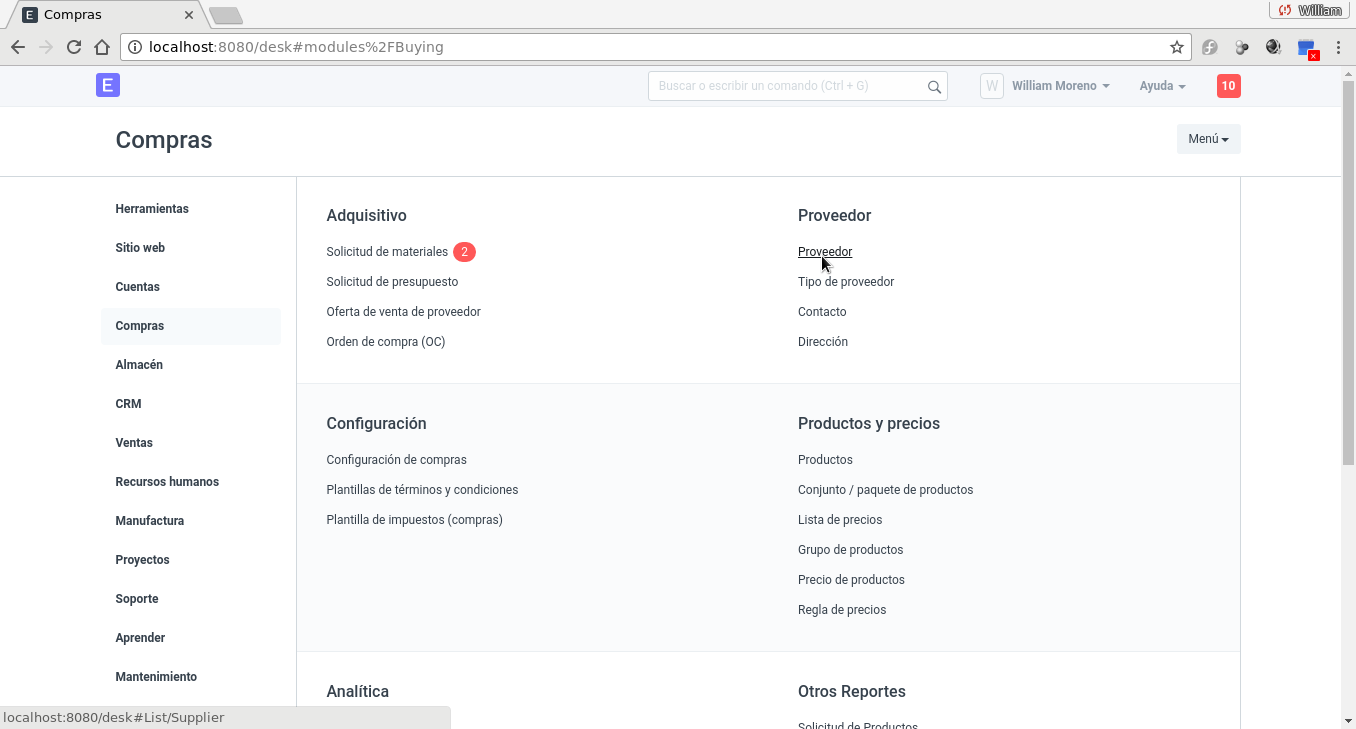 E Compras
William
localhost:8080/desk#modules%2FBuying
E
Buscar o escribir un comando (Ctrl + G)
W William Moreno
Ayuda
10
Compras
Menú
Herramientas
Sitio web
Cuentas
Compras
Almacén
CRM
Ventas
Recursos humanos
Manufactura
Proyectos
Soporte
Aprender
Mantenimiento
Adquisitivo
Solicitud de materiales 2
Solicitud de presupuesto
Oferta de venta de proveedor
Orden de compra (OC)
Proveedor
Proveedor
Tipo de proveedor
Contacto
Dirección
Configuración
Configuración de compras
Plantillas de términos y condiciones
Plantilla de impuestos (compras)
Productos y precios
Productos
Conjunto / paquete de productos
Lista de precios
Grupo de productos
Precio de productos
Regla de precios
Analítica
Otros Reportes
Solicitud de Productos
localhost:8080/desk#List/Supplier